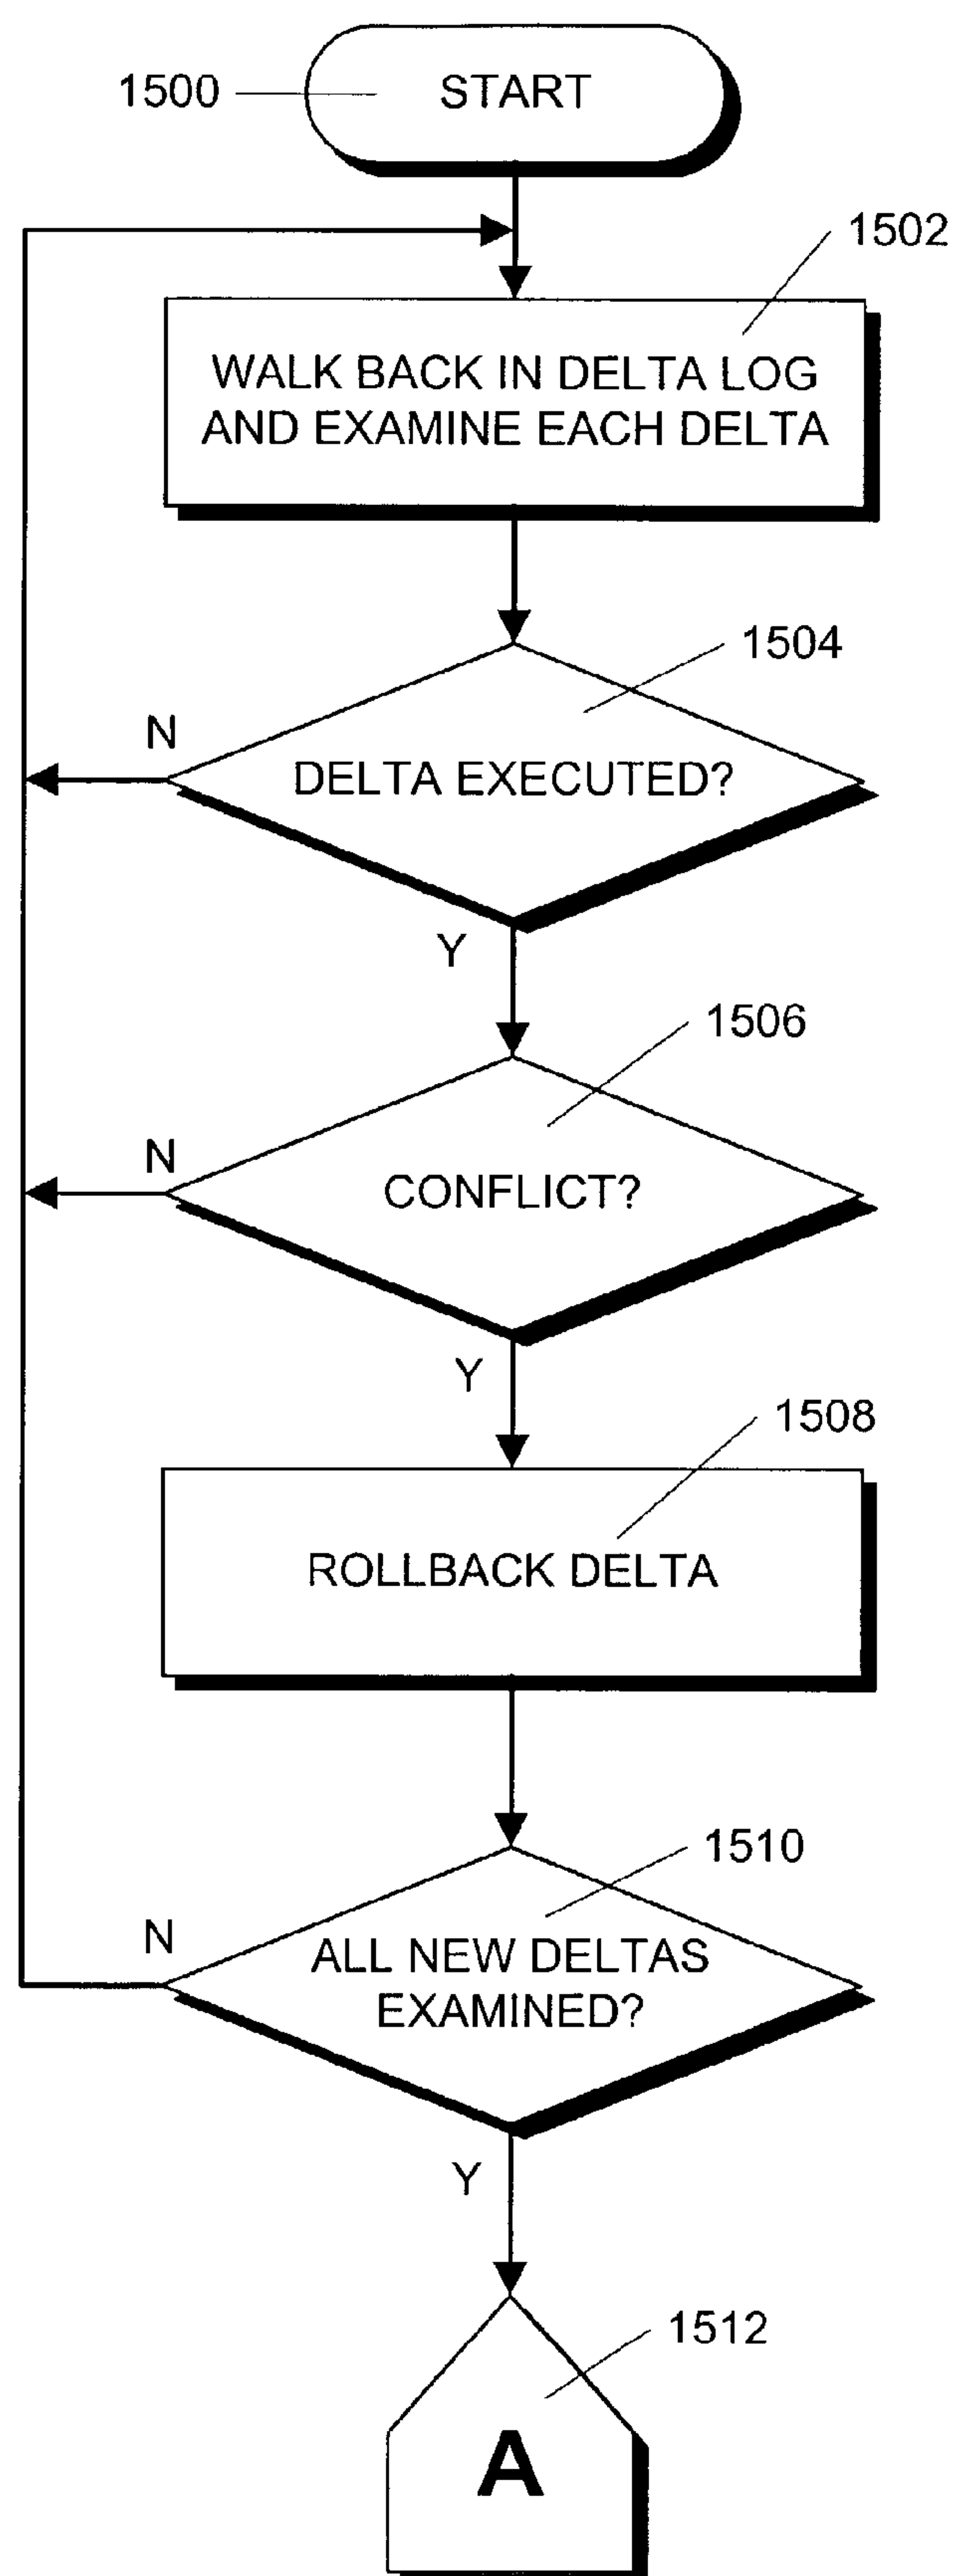 1500
START
1502
WALK BACK IN DELTA LOG
AND EXAMINE EACH DELTA
1504
N
DELTA EXECUTED?
Y
1506
N
CONFLICT?
Y
1508
ROLLBACK DELTA
1510
N
ALL NEW DELTAS
EXAMINED?
Y
1512
A